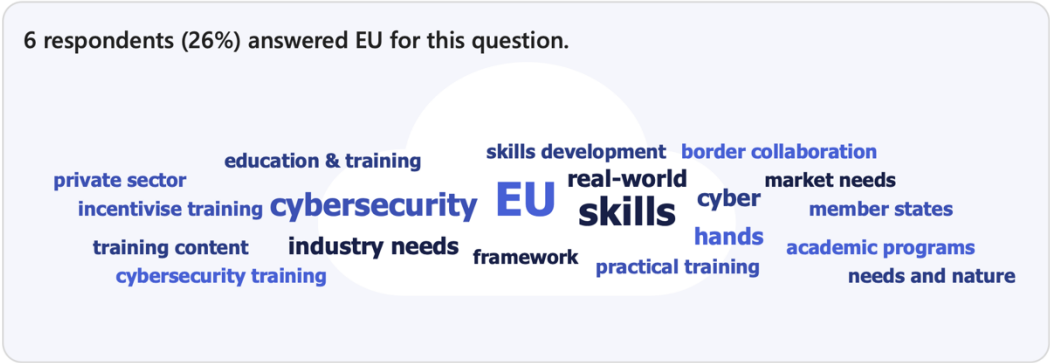 6 respondents (26%) answered EU for this question.
education & training
skills development
border collaboration
private sector
real-world
market needs
incentivise training
cybersecurity
EU
skills
cyber
member states
training content
industry needs
framework
hands
academic programs
cybersecurity training
practical training
needs and nature